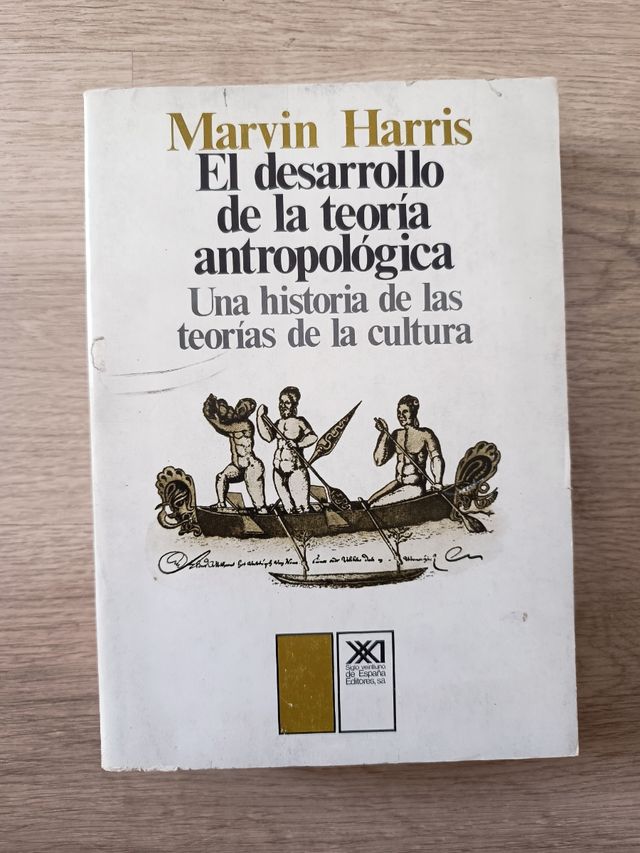 Marvin Harris
El desarrollo
de la teoría
antropológica
Una historia de las
teorías de la cultura
XXI
Siglo veintiuno
de España
Editores, sa